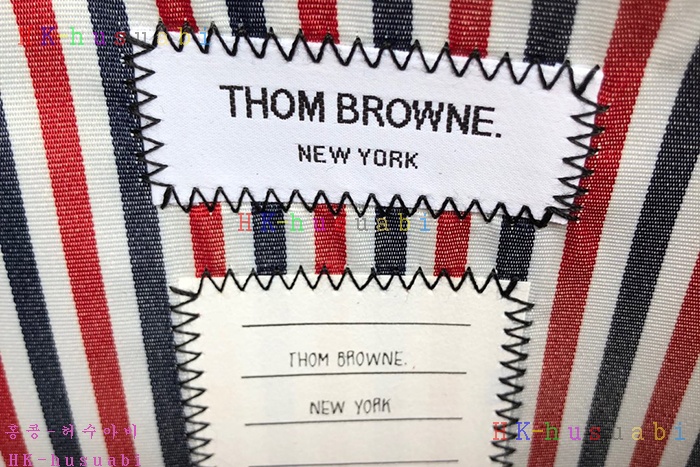 HK-husuabi
THOM BROWNE.
NEW YORK
HK-husuabi
THOM BROWNE.
NEW YORK
홍콩-허수아비
HK-husuabi
HK-husuabi